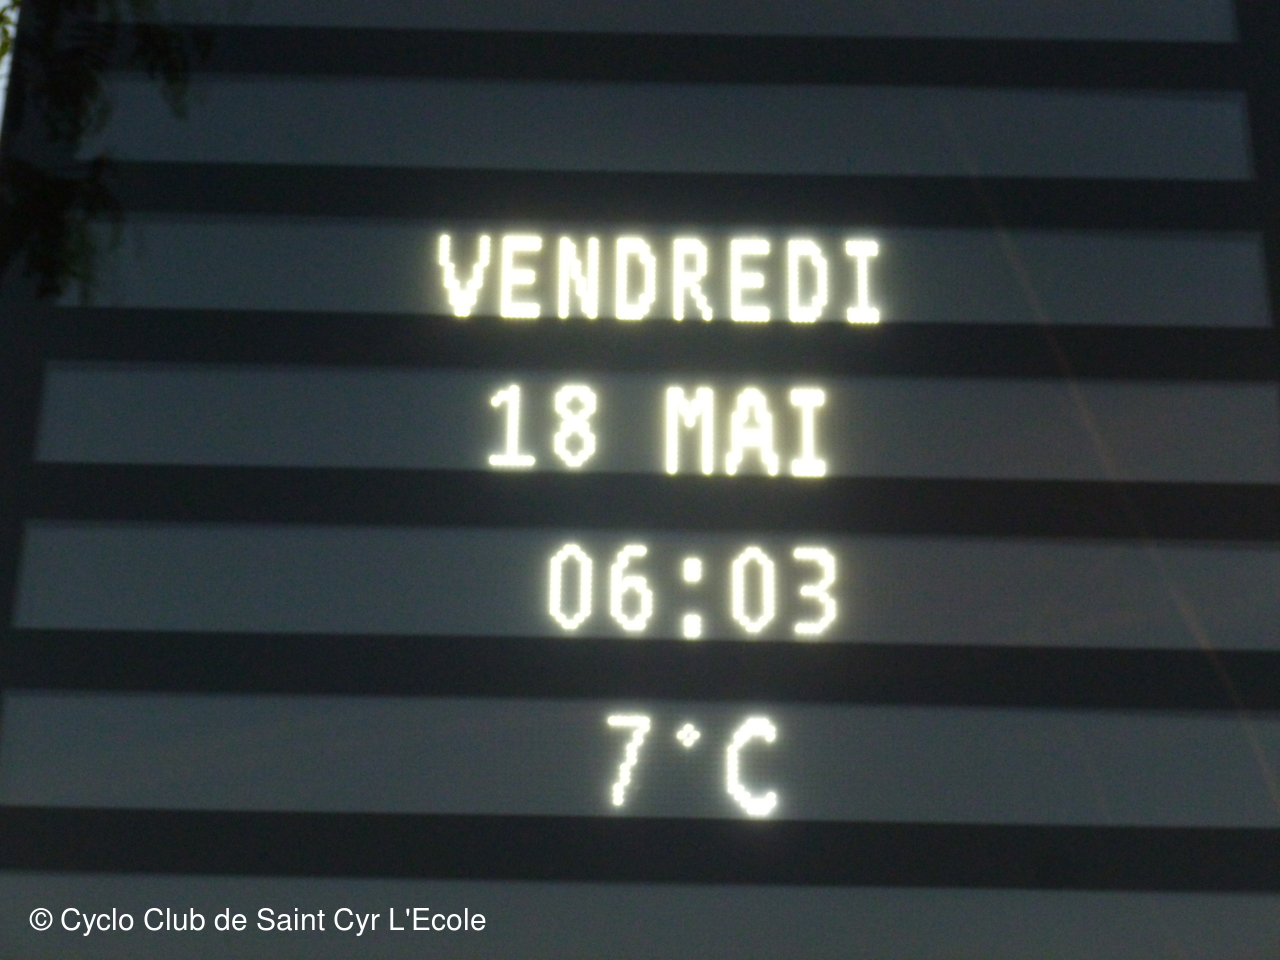 VENDREDI
18 MAI
06:03
7°C
© Cyclo Club de Saint Cyr L'Ecole